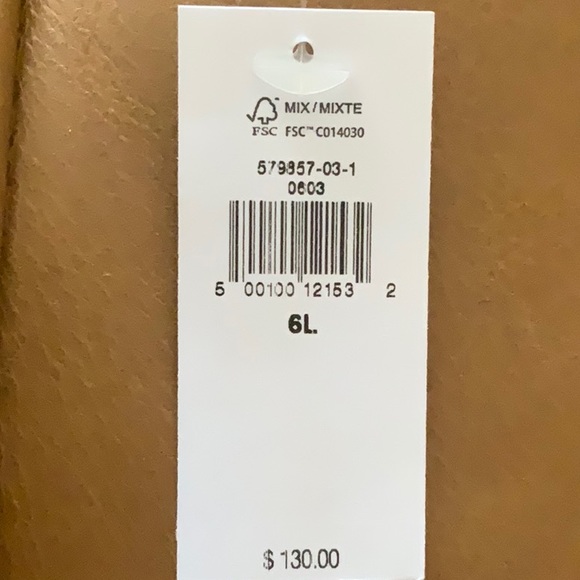 MIX / MIXTE
FSC FSC™ C014030
579857-03-1
0603
5 00100 12153 2
6L.
$ 130.00